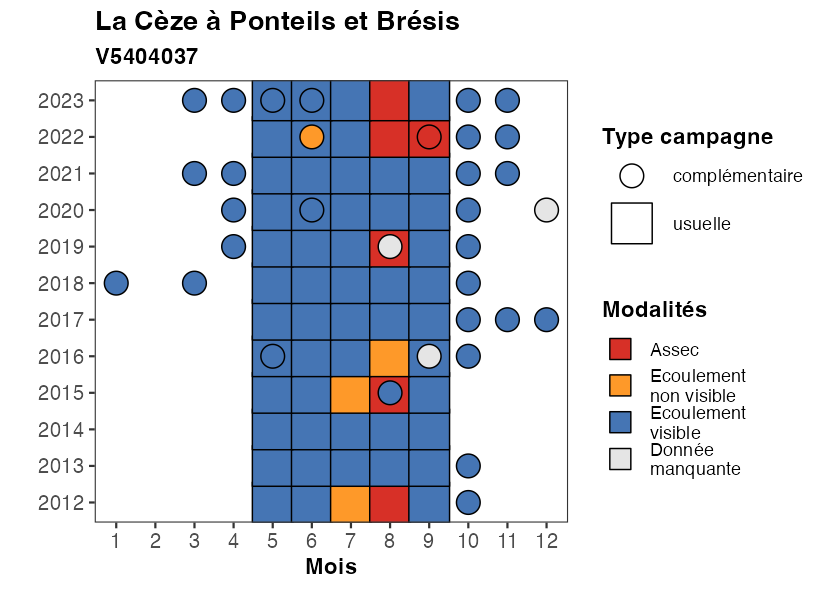 La Cèze à Ponteils et Brésis
V5404037
2023
2022
2021
2020
2019
2018
2017
2016
2015
2014
2013
2012
1 2 3 4 5 6 7 8 9 10 11 12
Mois
Type campagne
complémentaire
usuelle
Modalités
Assec
Ecoulement
non visible
Ecoulement
visible
Donnée
manquante